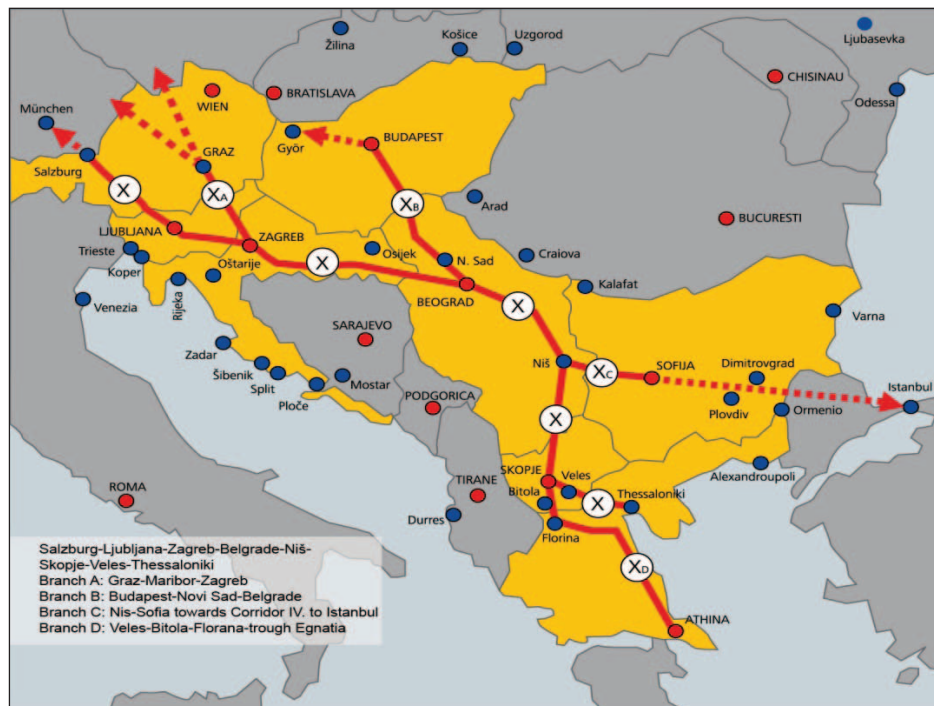 Žilina
Košice
Uzgorod
Ljubasevka
CHISINAU
WIEN
BRATISLAVA
Odessa
München
BUDAPEST
Györ
GRAZ
Salzburg
X
XA
XB
Arad
BUCURESTI
LJUBLJANA
ZAGREB
Trieste
Osijek
Koper
Oštarije
X
N. Sad
Craiova
Rijeka
BEOGRAD
Kalafat
Venezia
X
Varna
SARAJEVO
Zadar
Niš
XC
SOFIJA
Dimitrovgrad
Šibenik
Istanbul
Split
Mostar
Ploče
PODGORICA
Plovdiv
Ormenio
X
SKOPJE
Veles
TIRANE
Bitola
Thessaloniki
Alexandroupoli
ROMA
X
Durres
Florina
XD
ATHINA
Salzburg-Ljubljana-Zagreb-Belgrade-Niš-
Skopje-Veles-Thessaloniki
Branch A: Graz-Maribor-Zagreb
Branch B: Budapest-Novi Sad-Belgrade
Branch C: Nis-Sofia towards Corridor IV. to Istanbul
Branch D: Veles-Bitola-Florana-trough Egnatia